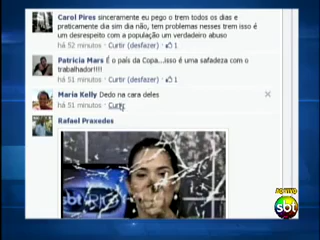 Carol Pires sinceramente eu pego o trem todos os dias e
praticamente dia sim dia não, tem problemas nesses trem isso é
um desrespeito com a população um verdadeiro abuso
há 52 minutos · Curtir (desfazer) · 1
Patricia Mars É o país da Copa...isso é uma safadeza com o
trabalhador!!!!
há 51 minutos · Curtir (desfazer) · 1
Maria Kelly Dedo na cara deles
há 51 minutos · Curtir
Rafael Praxedes
sbt
AO VIVO
sbt